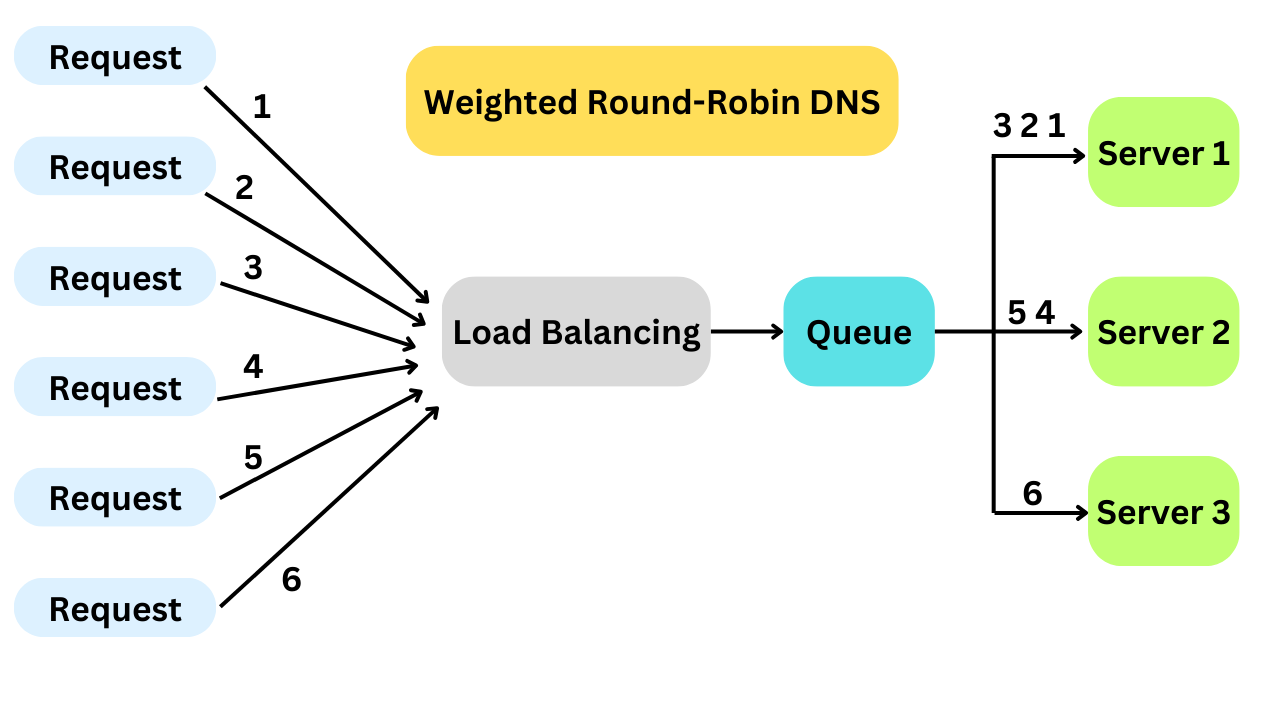 Request
1
Weighted Round-Robin DNS
3 2 1
Server 1
Request
2
Request
3
5 4
Load Balancing
Queue
Server 2
Request
4
Request
5
6
Server 3
Request
6